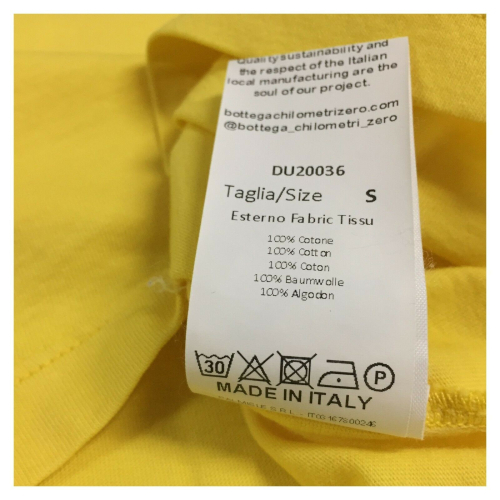 Quality sustainability and
the respect of the Italian
local manufacturing are the
soul of our project.
bottegachilometrizero.com
@bottega_chilometri_zero
DU20036
Taglia/Size S
Esterno Fabric Tissu
100% Cotone
100% Cotton
100% Coton
100% Baumwolle
100% Algodon
30 P
MADE IN ITALY
S.R.L.